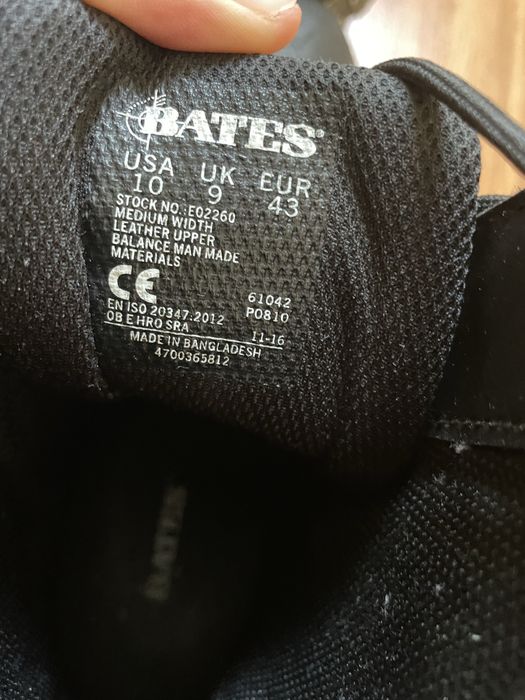 BATES®
USA UK EUR
10 9 43
STOCK NO.:E02260
MEDIUM WIDTH
LEATHER UPPER
BALANCE MAN MADE
MATERIALS
CE 61042
EN ISO 20347:2012 P0810
OB E HRO SRA 11-16
MADE IN BANGLADESH
4700365812
BATES